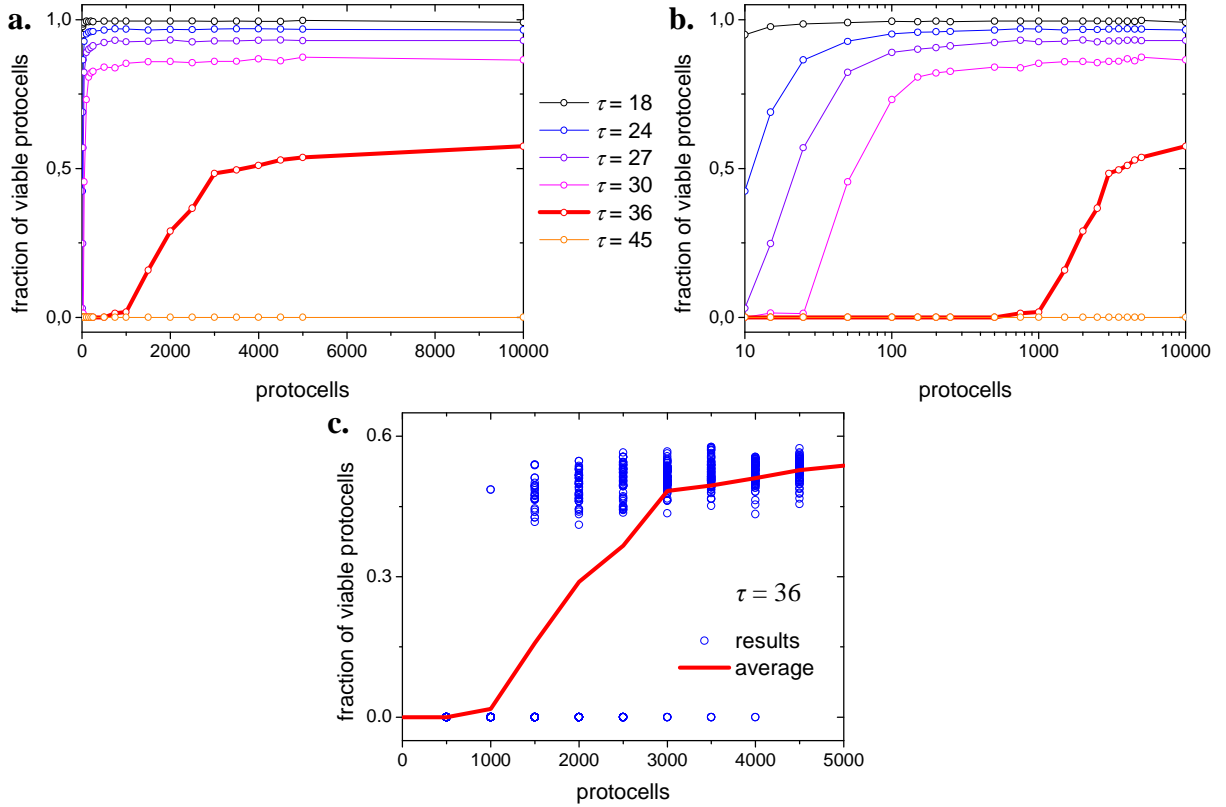 a.
fraction of viable protocells
1,0
0,5
0,0
0 2000 4000 6000 8000 10000
protocells
τ = 18
τ = 24
τ = 27
τ = 30
τ = 36
τ = 45
b.
fraction of viable protocells
1,0
0,5
0,0
10 100 1000 10000
protocells
c.
fraction of viable protocells
0.6
0.3
0.0
τ = 36
results
average
0 1000 2000 3000 4000 5000
protocells